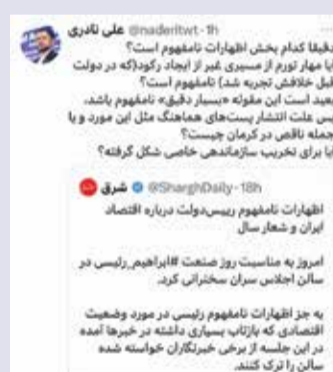 علی نادری @naderitwt · 1h
دقیقا کدام بخش اظهارات نامفهوم است؟
آیا مهار تورم از مسیری غیر از ایجاد رکود(که در دولت
قبل خلافش تجربه شد) نامفهوم است؟
بعید است این مقوله «بسیار دقیق» نامفهوم باشد،
پس علت انتشار پست‌های هماهنگ مثل این مورد و یا
جمله ناقص در کرمان چیست؟
آیا برای تخریب سازماندهی خاصی شکل گرفته؟
شرق @SharghDaily · 18h
اظهارات نامفهوم رییس‌دولت درباره اقتصاد
ایران و شعار سال
امروز به مناسبت روز صنعت #ابراهیم_رئیسی در
سالن اجلاس سران سخنرانی کرد.
به جز اظهارات نامفهوم رئیسی در مورد وضعیت
اقتصادی که بازتاب بسیاری داشته در خبرها آمده
در این جلسه از برخی خبرنگاران خواسته شده
سالن را ترک کنند.